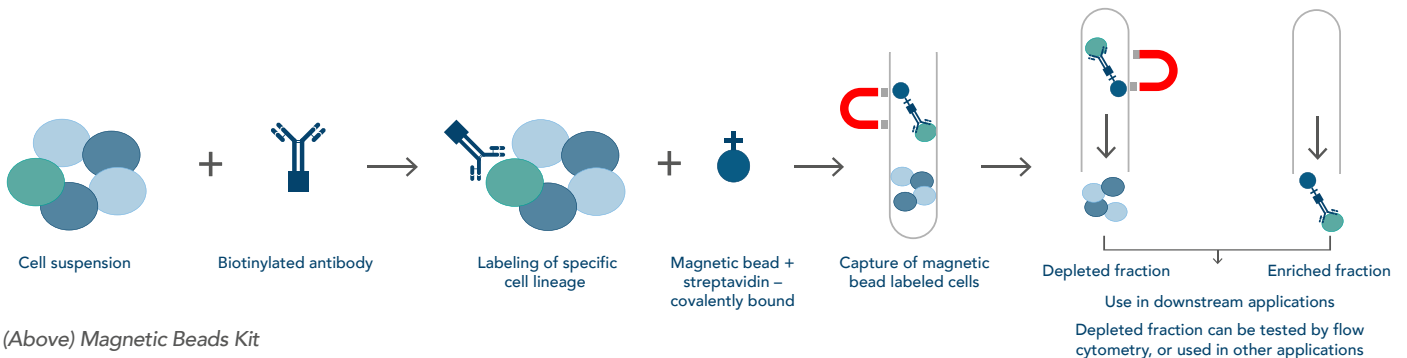 Cell suspension
Biotinylated antibody
Labeling of specific
cell lineage
Magnetic bead +
streptavidin –
covalently bound
Capture of magnetic
bead labeled cells
Depleted fraction
Enriched fraction
Use in downstream applications
Depleted fraction can be tested by flow
cytometry, or used in other applications
(Above) Magnetic Beads Kit